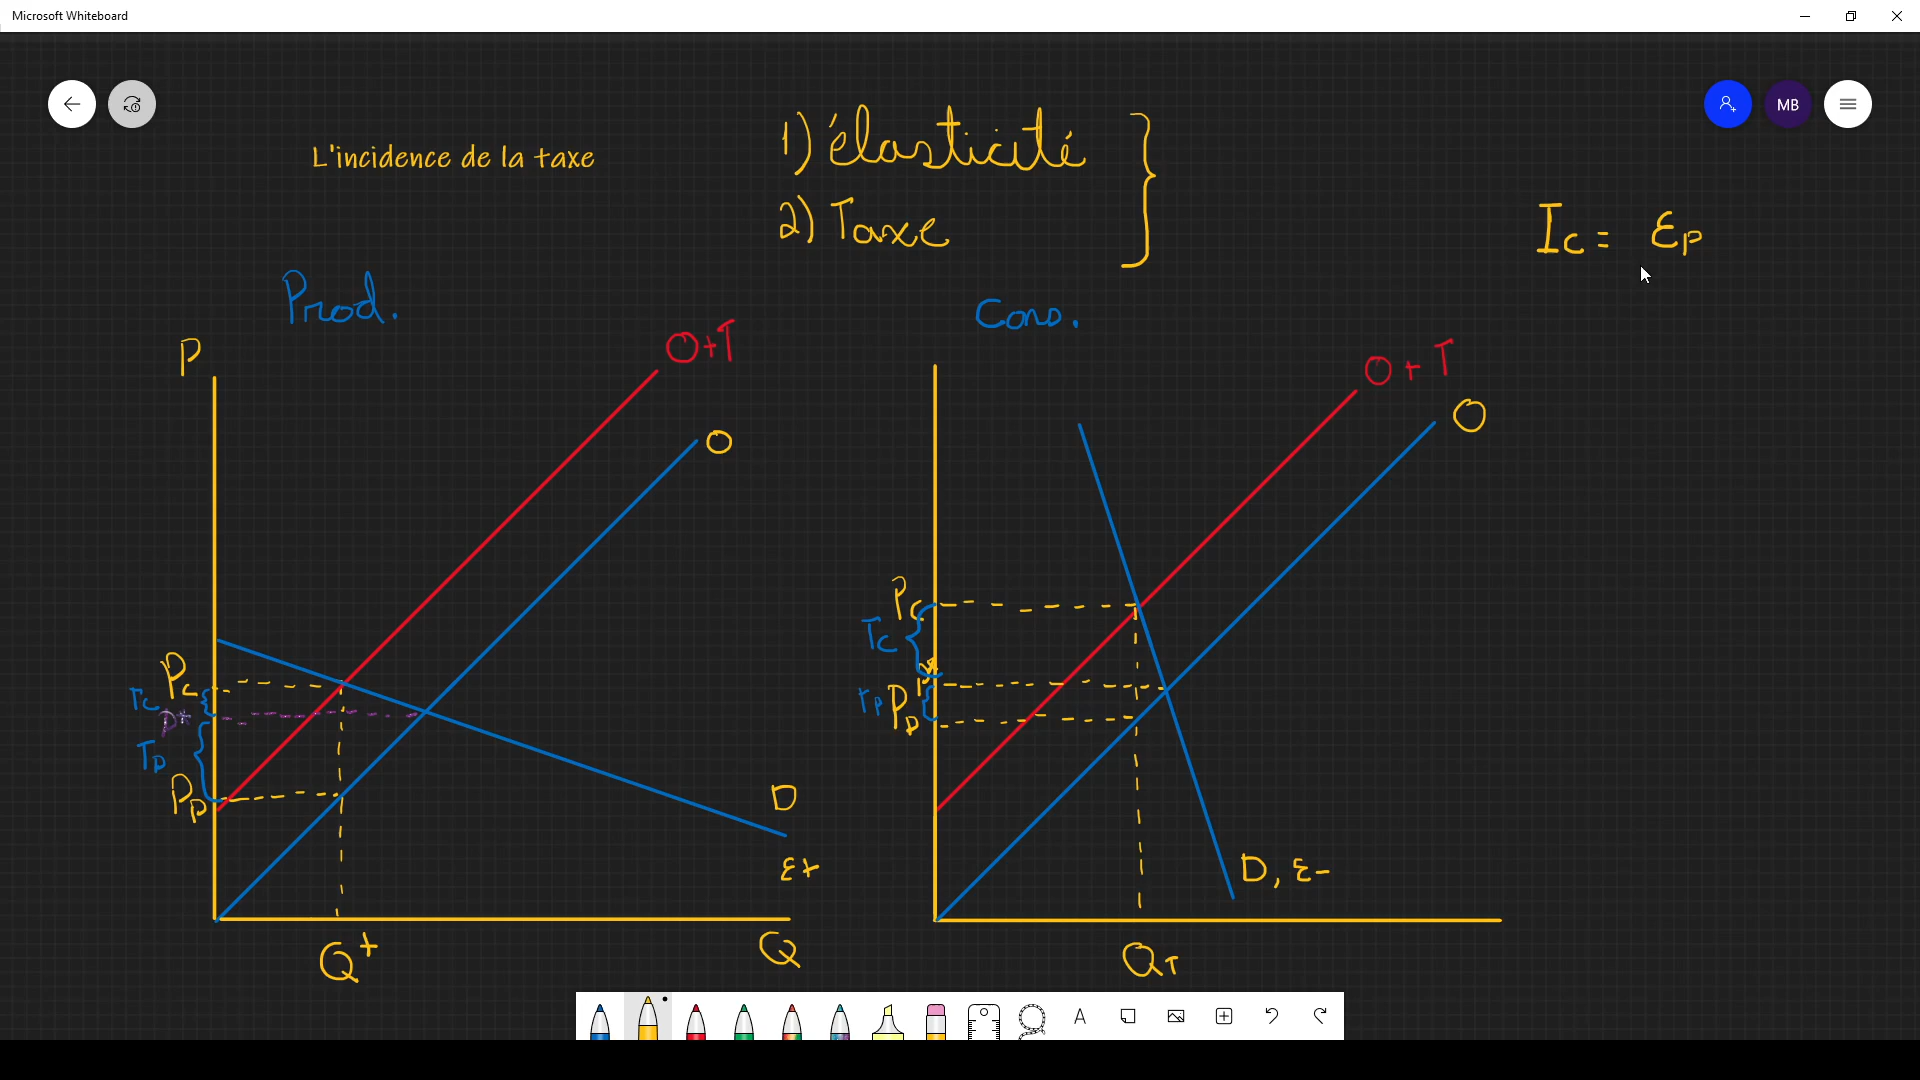 Microsoft Whiteboard
MB
L'incidence de la taxe
1) élasticité
2) Taxe
Ic = εp
Prod.
Cons.
P
O+T
O
Pc
Tc
P*
TP
PP
D
ε+
Q+
Q
O + T
O
Pc
Tc
P*
TP
PP
D, ε-
QT
A